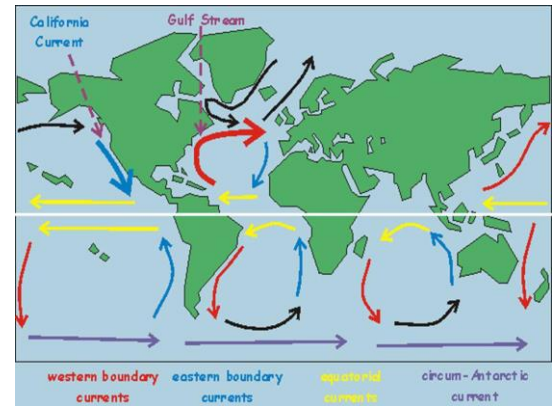 California
Current
Gulf Stream
western boundary
currents
eastern boundary
currents
equatorial
currents
circum-Antarctic
current